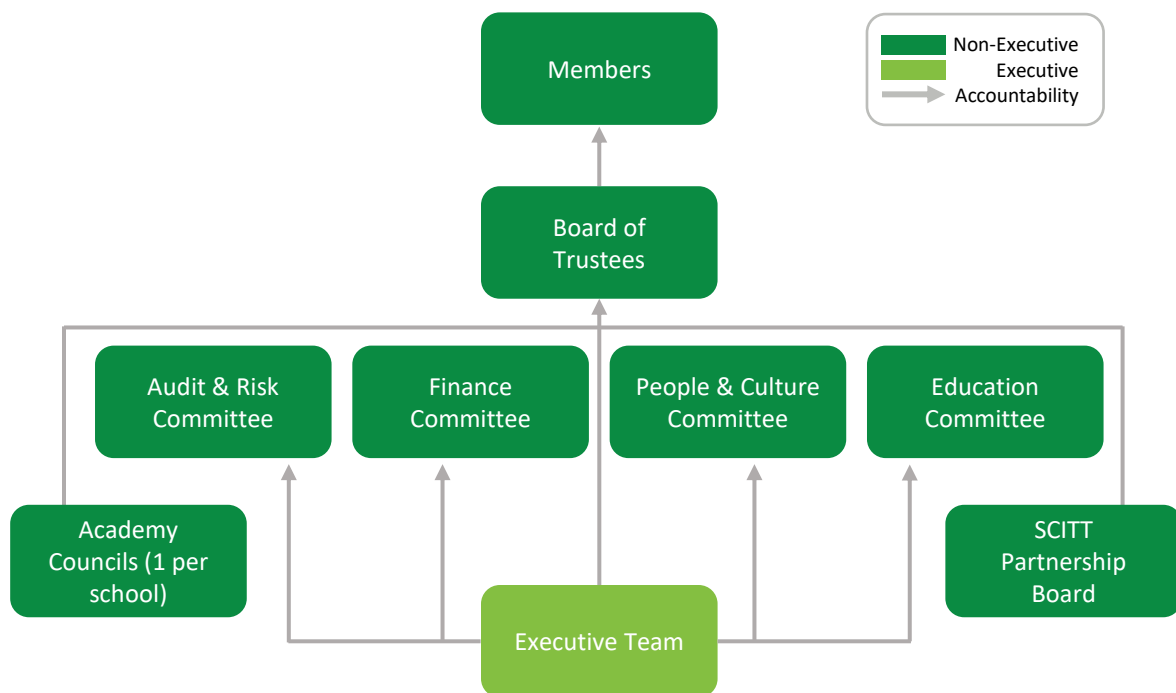 Members
Non-Executive
Executive
Accountability
Board of
Trustees
Audit & Risk
Committee
Finance
Committee
People & Culture
Committee
Education
Committee
Academy
Councils (1 per
school)
SCITT
Partnership
Board
Executive Team